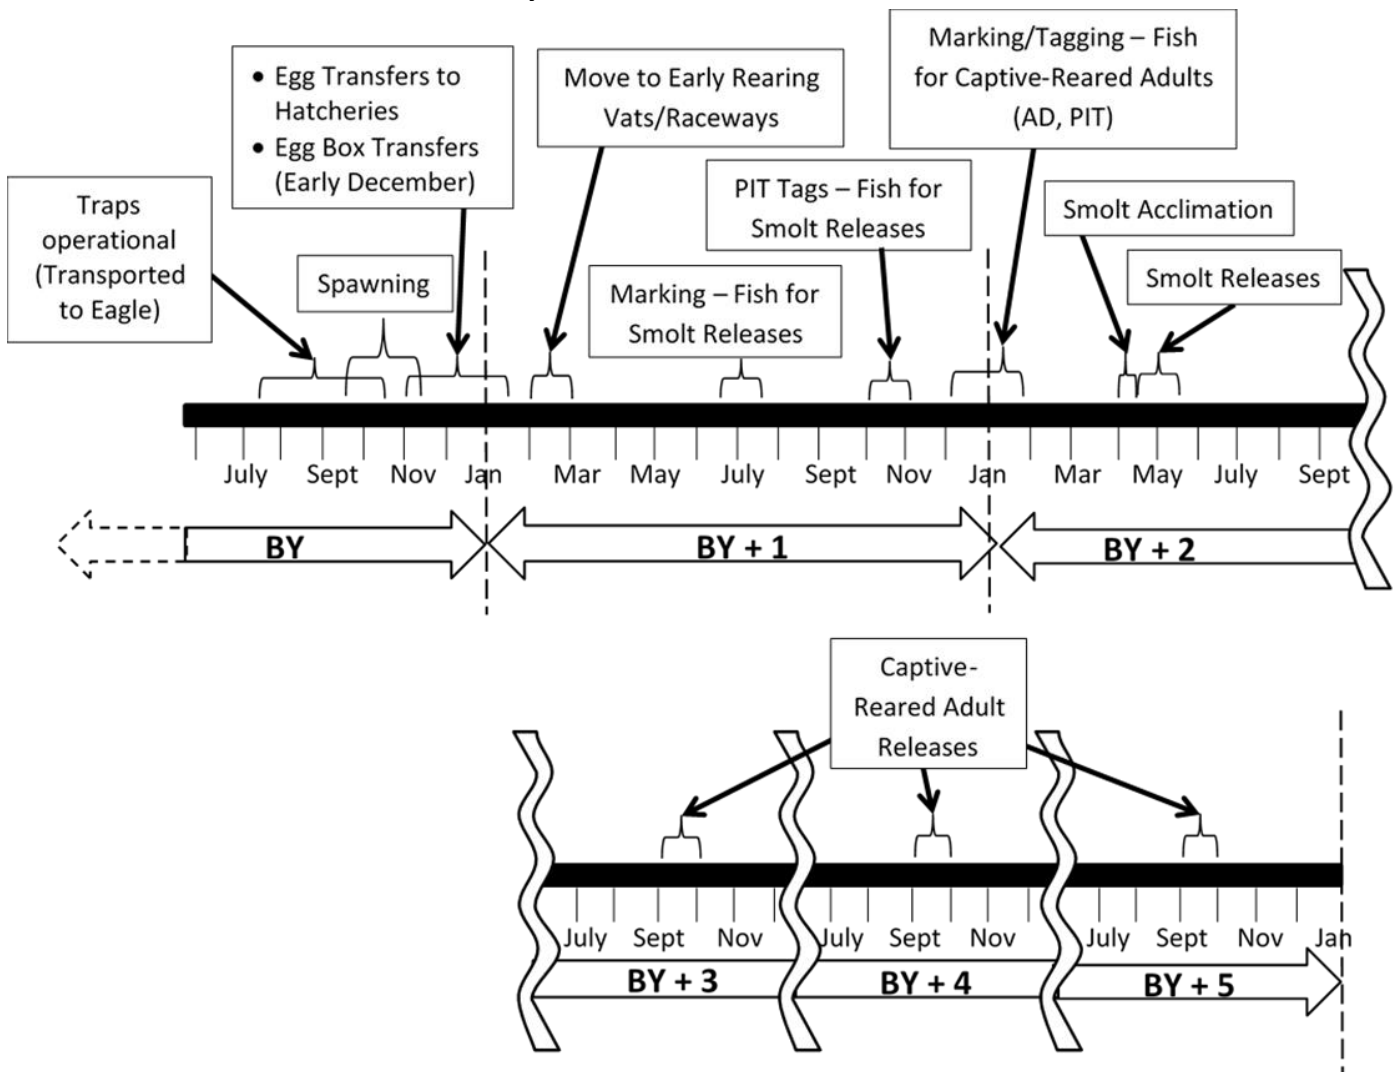 Traps
operational
(Transported
to Eagle)
• Egg Transfers to
Hatcheries
• Egg Box Transfers
(Early December)
Spawning
Move to Early Rearing
Vats/Raceways
Marking – Fish for
Smolt Releases
PIT Tags – Fish for
Smolt Releases
Marking/Tagging – Fish
for Captive-Reared Adults
(AD, PIT)
Smolt Acclimation
Smolt Releases
July Sept Nov Jan Mar May July Sept Nov Jan Mar May July Sept
BY BY + 1 BY + 2
Captive-
Reared Adult
Releases
July Sept Nov July Sept Nov July Sept Nov Jan
BY + 3 BY + 4 BY + 5